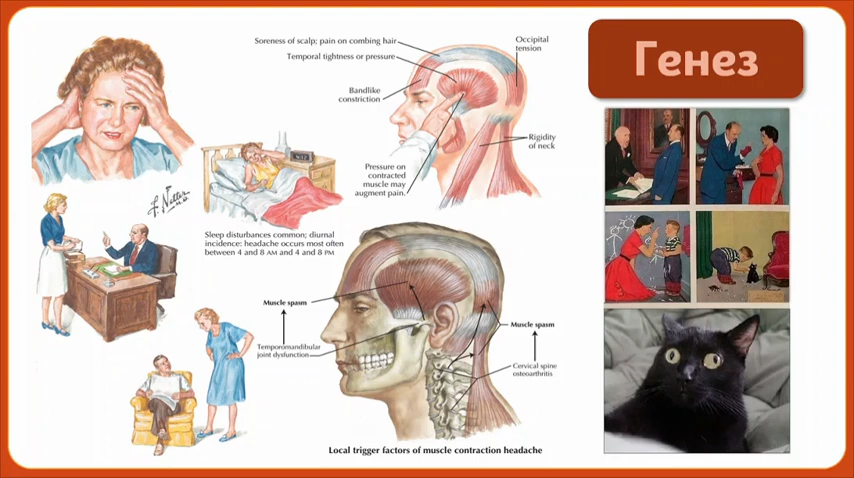 Генез
Soreness of scalp; pain on combing hair
Temporal tightness or pressure
Bandlike
constriction
Occipital
tension
Rigidity
of neck
Pressure on
contracted
muscle may
augment pain.
F. Netter
M.D.
Sleep disturbances common; diurnal
incidence: headache occurs most often
between 4 and 8 AM and 4 and 8 PM
Muscle spasm
Temporomandibular
joint dysfunction
Muscle spasm
Cervical spine
osteoarthritis
Local trigger factors of muscle contraction headache